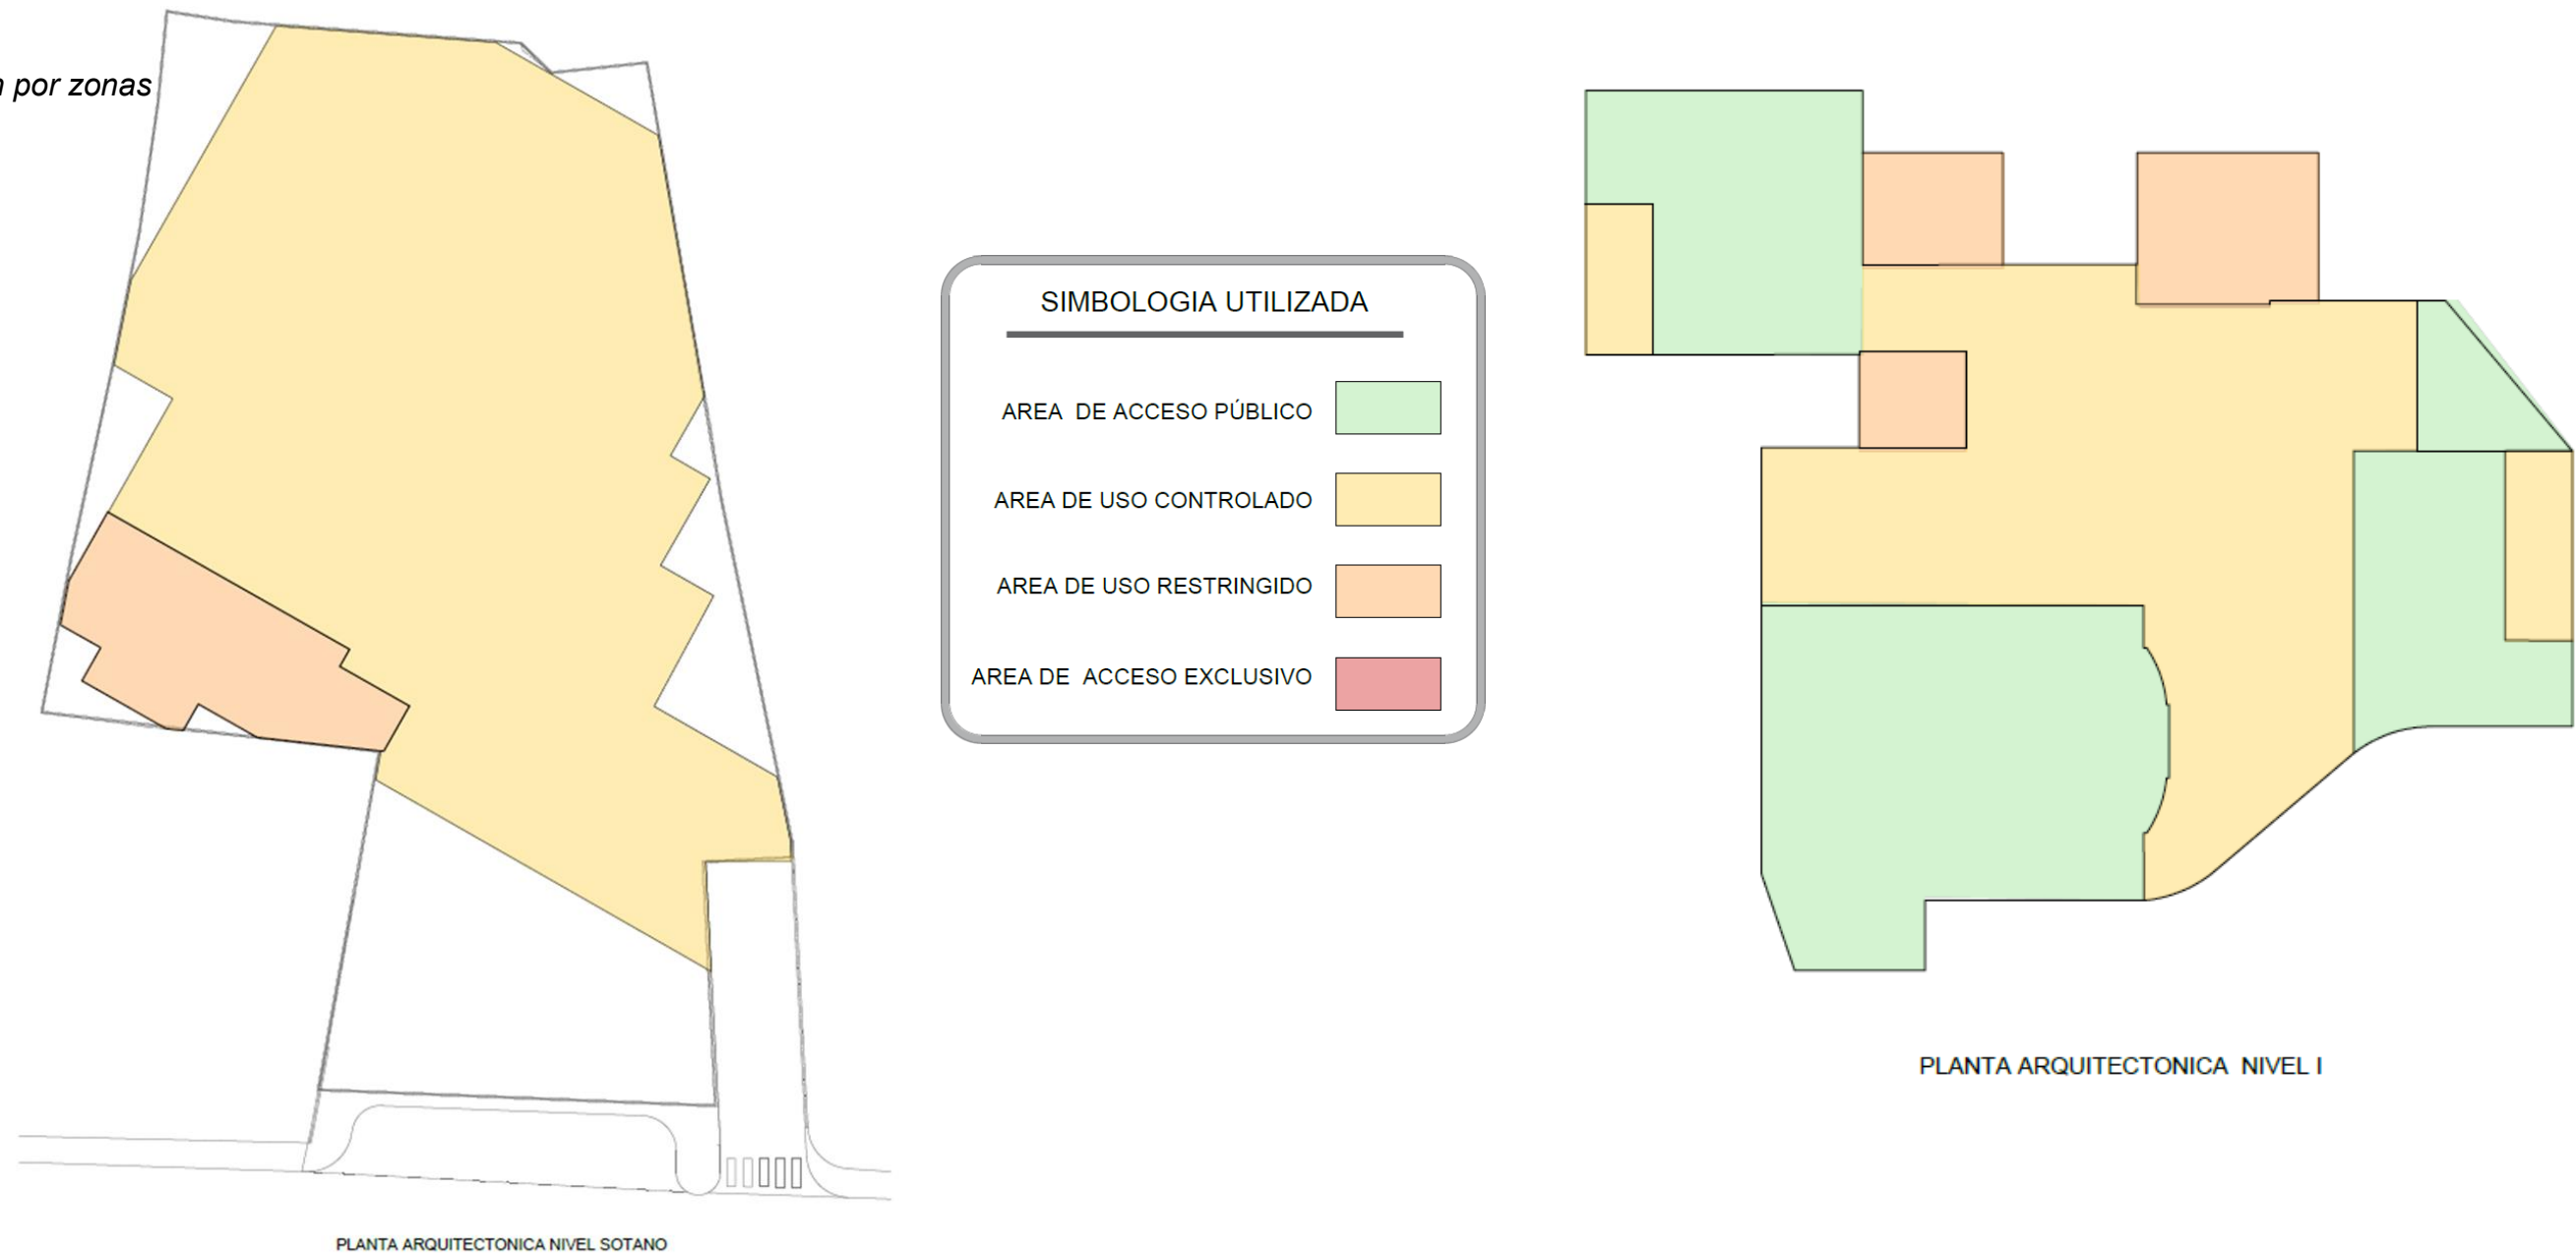 por zonas
SIMBOLOGIA UTILIZADA
AREA DE ACCESO PÚBLICO
AREA DE USO CONTROLADO
AREA DE USO RESTRINGIDO
AREA DE ACCESO EXCLUSIVO
PLANTA ARQUITECTONICA NIVEL I
PLANTA ARQUITECTONICA NIVEL SOTANO